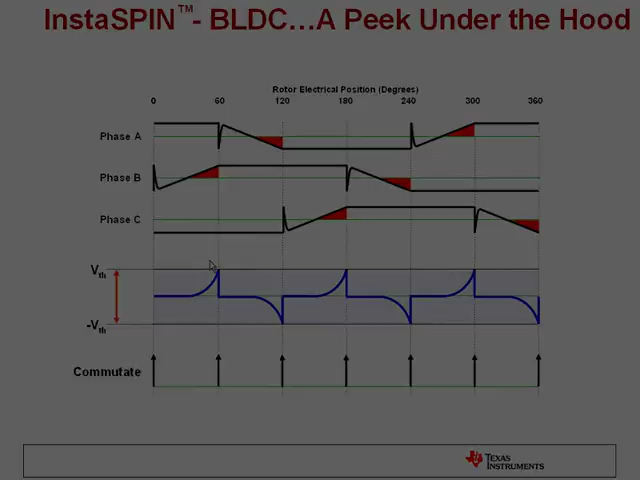 InstaSPIN™- BLDC...A Peek Under the Hood
Rotor Electrical Position (Degrees)
0 60 120 180 240 300 360
Phase A
Phase B
Phase C
Vth
-Vth
Commutate
TEXAS
INSTRUMENTS